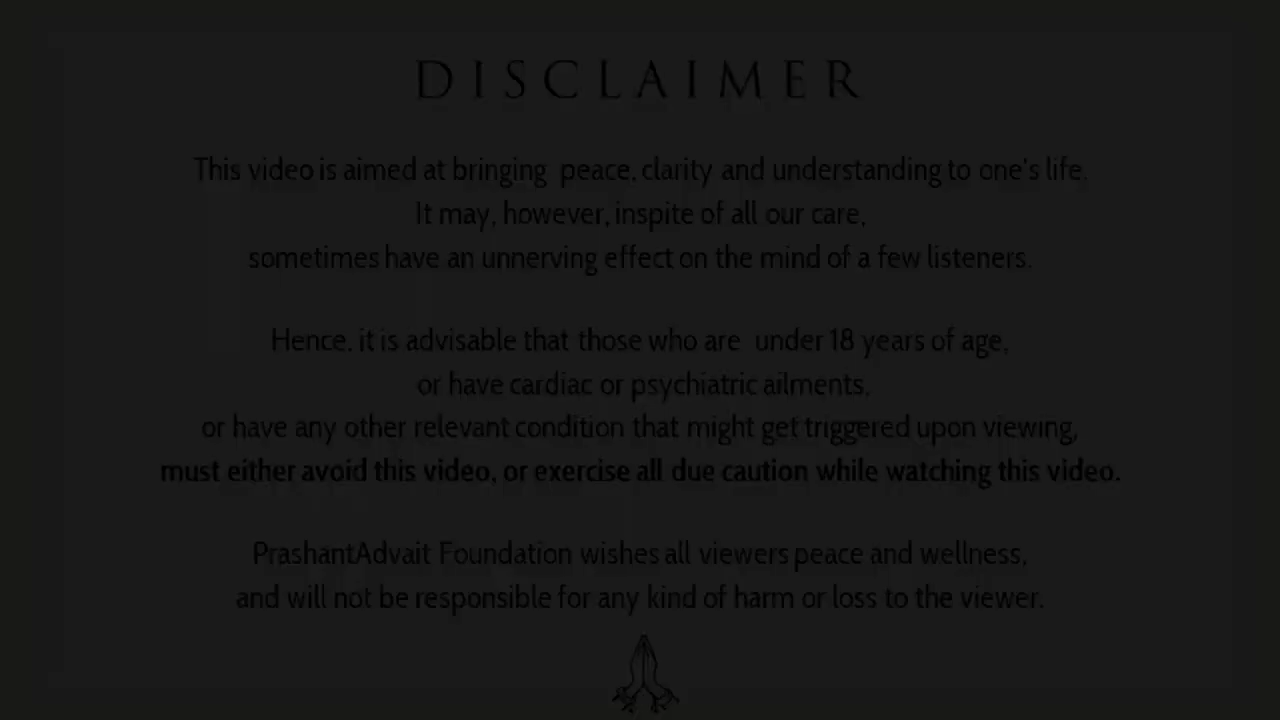 DISCLAIMER
This video is aimed at bringing peace, clarity and understanding to one's life.
It may, however, inspite of all our care,
sometimes have an unnerving effect on the mind of a few listeners.
Hence, it is advisable that those who are under 18 years of age,
or have cardiac or psychiatric ailments,
or have any other relevant condition that might get triggered upon viewing,
must either avoid this video, or exercise all due caution while watching this video.
PrashantAdvait Foundation wishes all viewers peace and wellness,
and will not be responsible for any kind of harm or loss to the viewer.